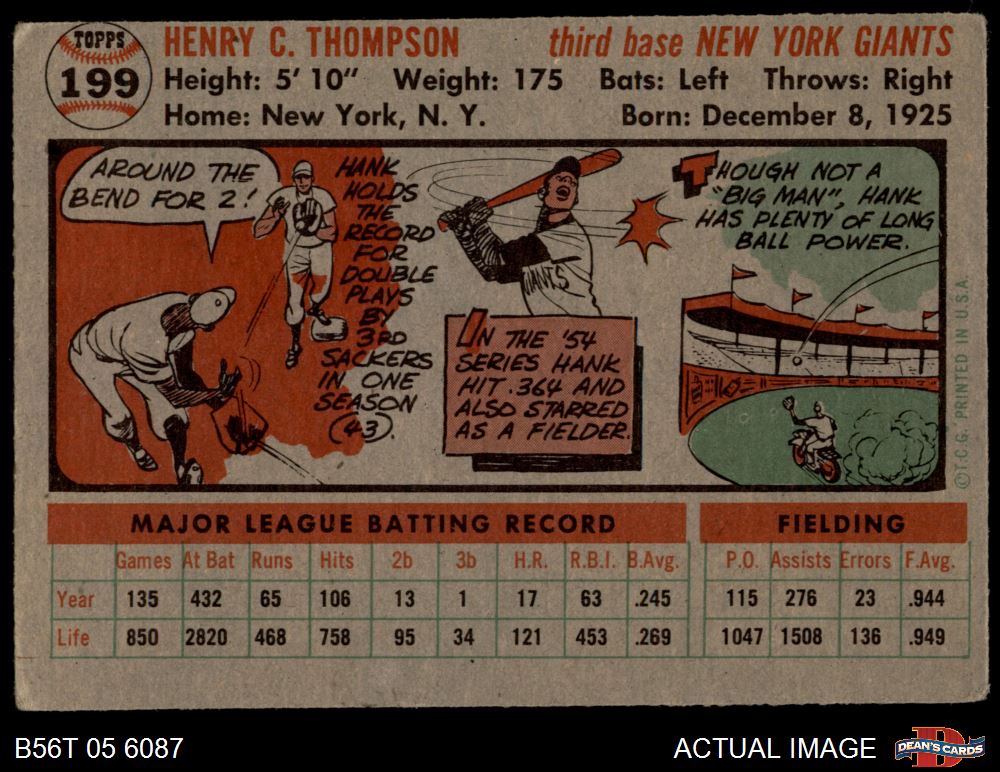 TOPPS
199
HENRY C. THOMPSON third base NEW YORK GIANTS
Height: 5' 10" Weight: 175 Bats: Left Throws: Right
Home: New York, N. Y. Born: December 8, 1925
AROUND THE
BEND FOR 2!
HANK
HOLDS
THE
RECORD
FOR
DOUBLE
PLAYS
BY
3RD
SACKERS
IN ONE
SEASON
(43).
GIANTS
IN THE '54
SERIES HANK
HIT .364 AND
ALSO STARRED
AS A FIELDER.
THOUGH NOT A
"BIG MAN", HANK
HAS PLENTY OF LONG
BALL POWER.
©T.C.G. PRINTED IN U.S.A.
MAJOR LEAGUE BATTING RECORD FIELDING
Games At Bat Runs Hits 2b 3b H.R. R.B.I. B.Avg. P.O. Assists Errors F.Avg.
Year 135 432 65 106 13 1 17 63 .245 115 276 23 .944
Life 850 2820 468 758 95 34 121 453 .269 1047 1508 136 .949
B56T 05 6087 ACTUAL IMAGE
D
DEAN'S CARDS